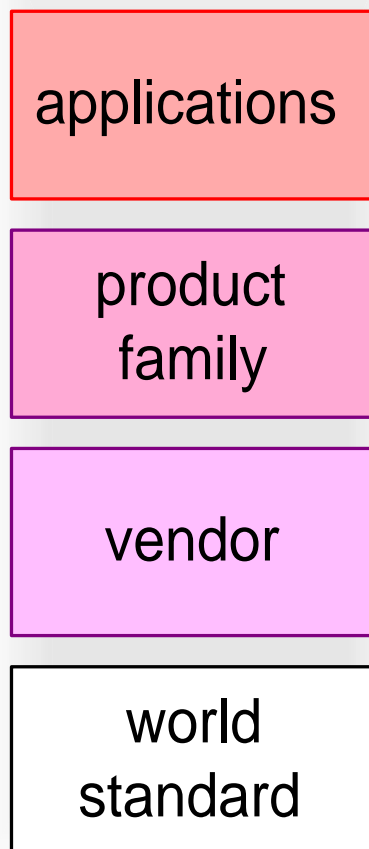 applications
product
family
vendor
world
standard